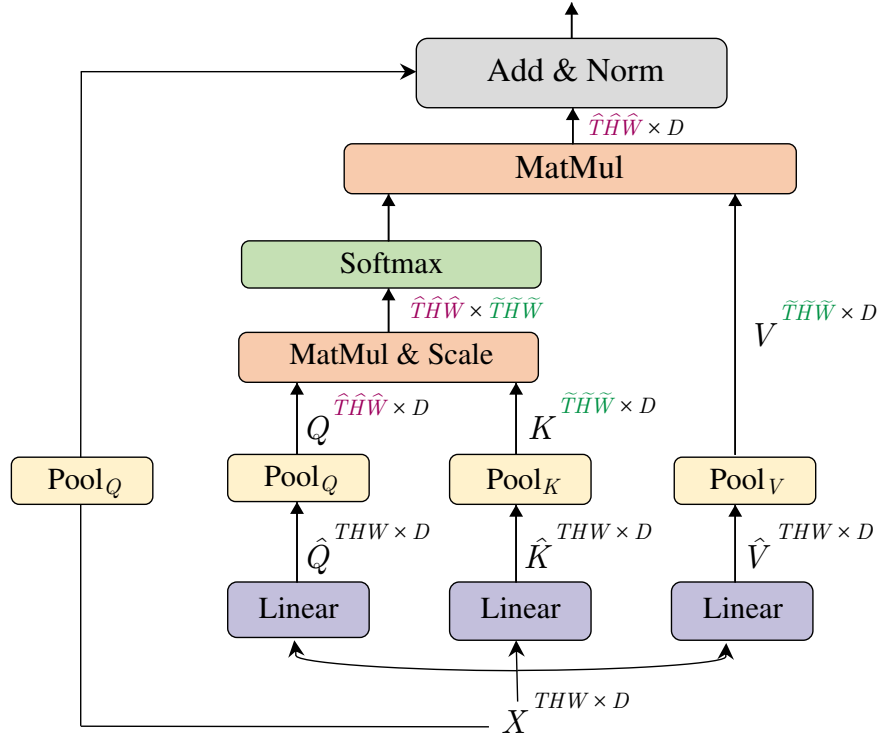 Add & Norm
T̂ĤŴ × D
MatMul
Softmax
T̂ĤŴ × T̃H̃W̃
V T̃H̃W̃ × D
MatMul & Scale
Q T̂ĤŴ × D
K T̃H̃W̃ × D
Pool_Q
Pool_Q
Pool_K
Pool_V
Q̂ THW × D
K̂ THW × D
V̂ THW × D
Linear
Linear
Linear
X THW × D